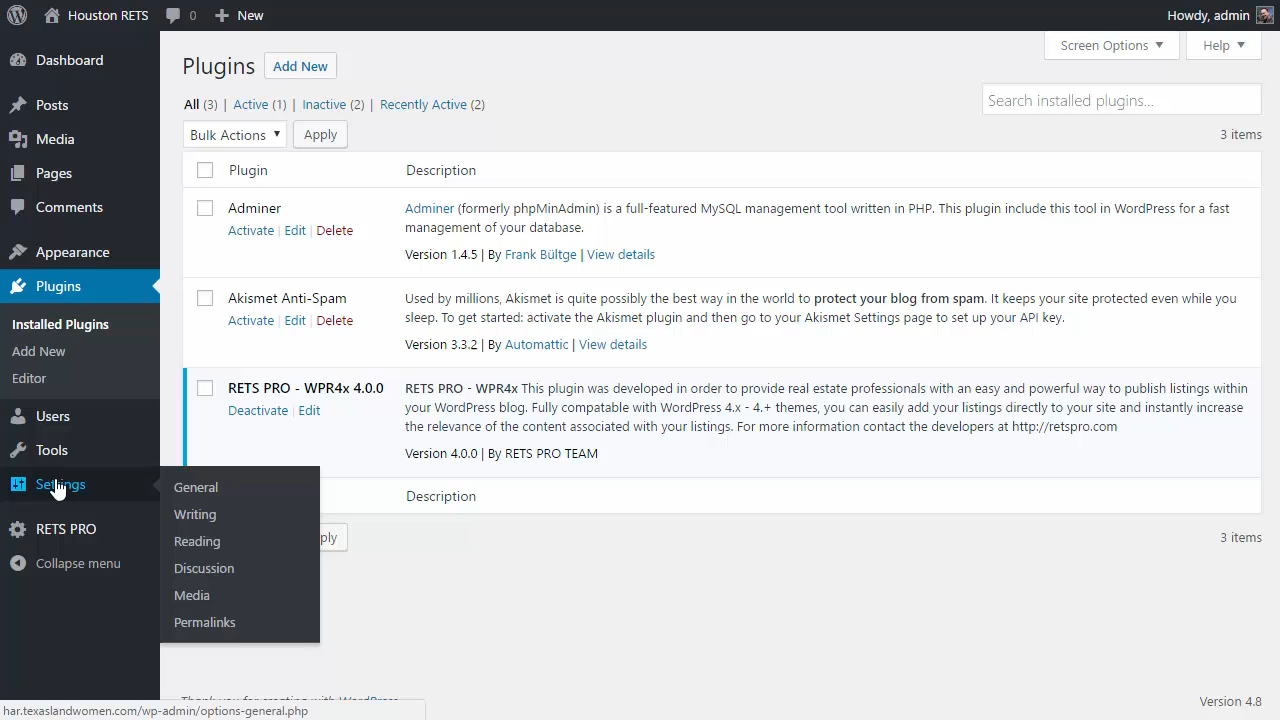 Houston RETS 0 New Howdy, admin
Dashboard
Posts
Media
Pages
Comments
Appearance
Plugins
Installed Plugins
Add New
Editor
Users
Tools
Settings
RETS PRO
Collapse menu
General
Writing
Reading
Discussion
Media
Permalinks
Screen Options Help
Plugins Add New
All (3) | Active (1) | Inactive (2) | Recently Active (2)
Search installed plugins...
Bulk Actions Apply
3 items
Plugin Description
Adminer
Activate | Edit | Delete
Adminer (formerly phpMinAdmin) is a full-featured MySQL management tool written in PHP. This plugin include this tool in WordPress for a fast
management of your database.
Version 1.4.5 | By Frank Bültge | View details
Akismet Anti-Spam
Activate | Edit | Delete
Used by millions, Akismet is quite possibly the best way in the world to protect your blog from spam. It keeps your site protected even while you
sleep. To get started: activate the Akismet plugin and then go to your Akismet Settings page to set up your API key.
Version 3.3.2 | By Automattic | View details
RETS PRO - WPR4x 4.0.0
Deactivate | Edit
RETS PRO - WPR4x This plugin was developed in order to provide real estate professionals with an easy and powerful way to publish listings within
your WordPress blog. Fully compatable with WordPress 4.x - 4.+ themes, you can easily add your listings directly to your site and instantly increase
the relevance of the content associated with your listings. For more information contact the developers at http://retspro.com
Version 4.0.0 | By RETS PRO TEAM
Description
ply
3 items
Thank you for creating with WordPress.
Version 4.8
har.texaslandwomen.com/wp-admin/options-general.php